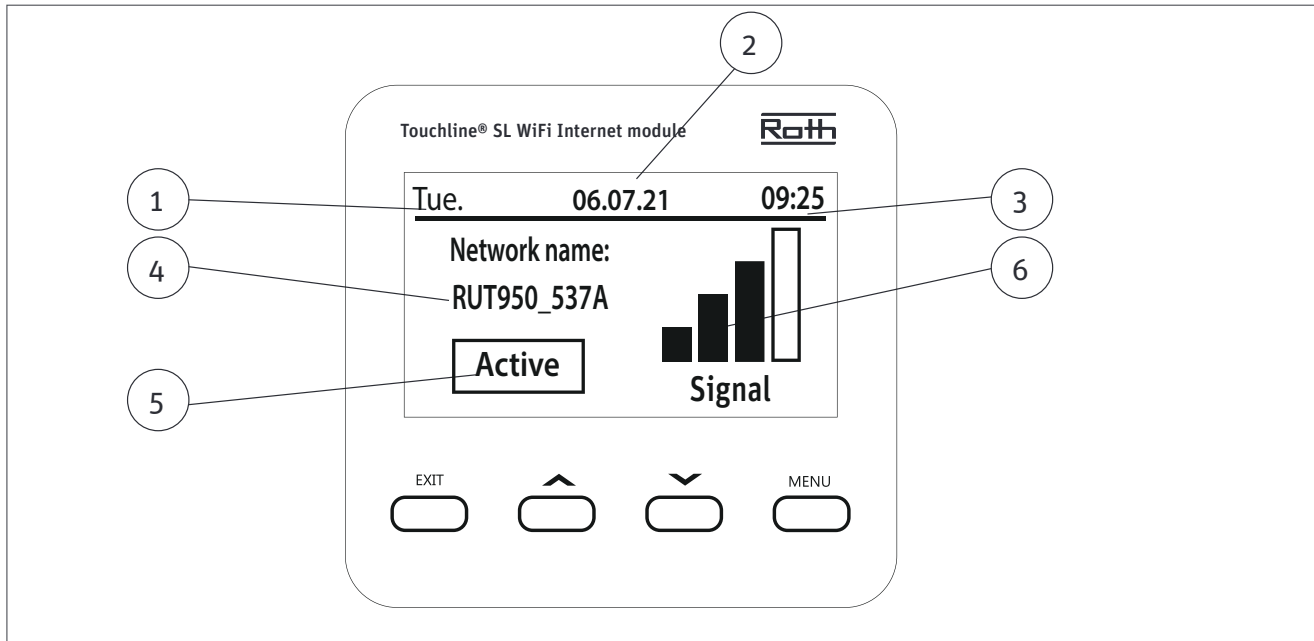 2
Touchline® SL WiFi Internet module Roth
1 Tue. 06.07.21 09:25 3
Network name:
4 RUT950_537A 6
Active
5 Signal
EXIT MENU